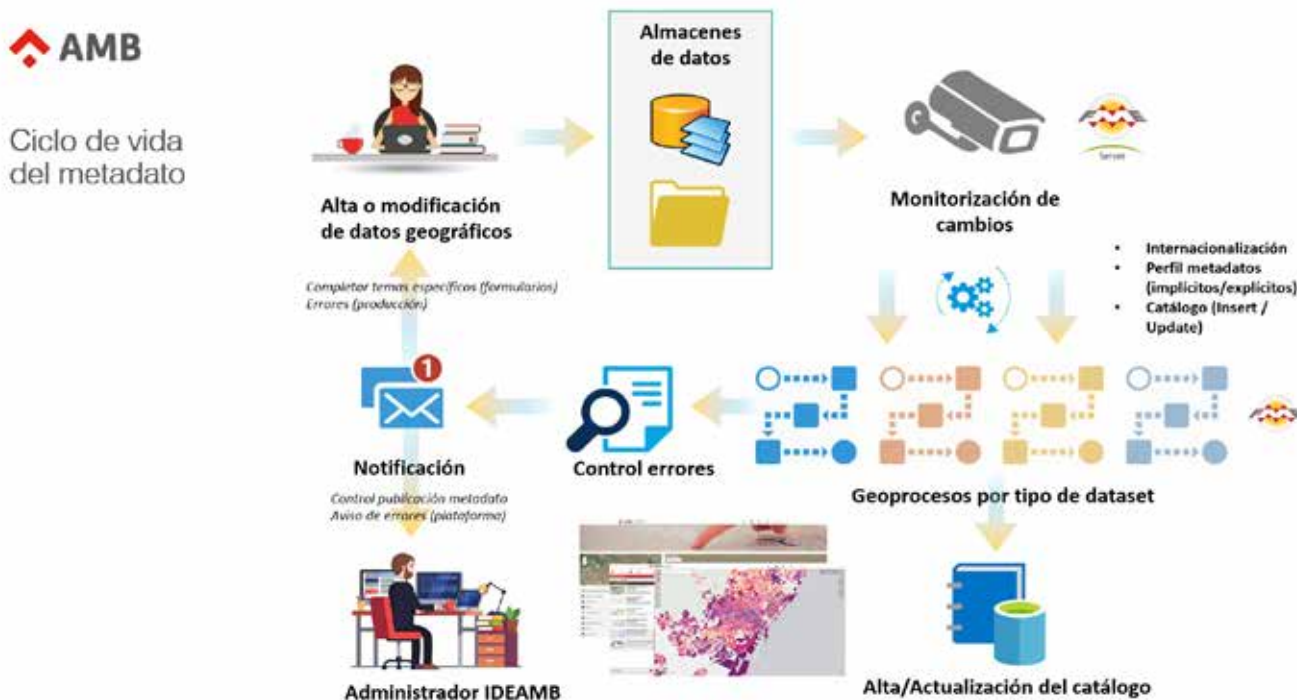 AMB
Ciclo de vida
del metadato
Almacenes
de datos
Alta o modificación
de datos geográficos
Monitorización de
cambios
Server
Completar temas específicos (formularios)
Errores (producción)
• Internacionalización
• Perfil metadatos
(implícitos/explícitos)
• Catálogo (Insert /
Update)
1
Notificación
Control errores
Geoprocesos por tipo de dataset
Control publicación metadato
Aviso de errores (plataforma)
Administrador IDEAMB
Alta/Actualización del catálogo